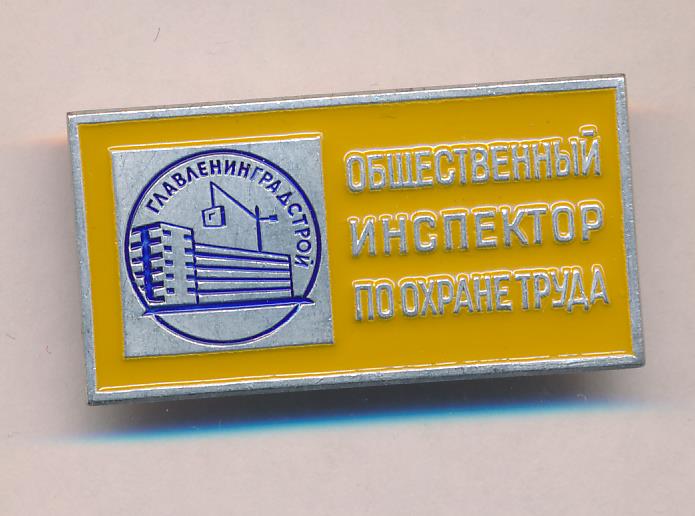 ГЛАВЛЕНИНГРАДСТРОЙ
ОБЩЕСТВЕННЫЙ
ИНСПЕКТОР
ПО ОХРАНЕ ТРУДА